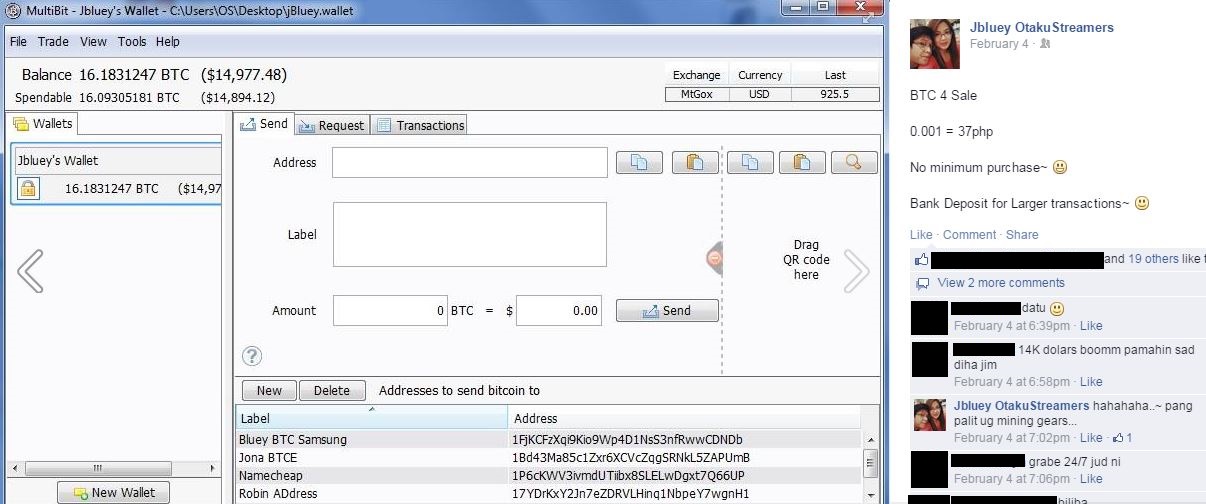 MultiBit - Jbluey's Wallet - C:\Users\OS\Desktop\jBluey.wallet
File Trade View Tools Help
Balance 16.1831247 BTC ($14,977.48)
Spendable 16.09305181 BTC ($14,894.12)
Exchange Currency Last
MtGox USD 925.5
Wallets
Jbluey's Wallet
16.1831247 BTC ($14,97
New Wallet
Send Request Transactions
Address
Label
Drag
QR code
here
Amount 0 BTC = $ 0.00 Send
New Delete Addresses to send bitcoin to
Label Address
Bluey BTC Samsung 1FjKCFzXqi9Kio9Wp4D1NsS3nfRwwCDNDb
Jona BTCE 1Bd43Ma85c1Zxr6XCVcZqgSRNkL5ZAPUmB
Namecheap 1P6cKWV3ivmdUTiibx8SLELwDgxt7Q66UP
Robin ADdress 17YDrKxY2Jn7eZDRVLHinq1NbpeY7wgnH1
Jbluey OtakuStreamers
February 4
BTC 4 Sale
0.001 = 37php
No minimum purchase~ 😃
Bank Deposit for Larger transactions~ 🙂
Like · Comment · Share
and 19 others like t
View 2 more comments
datu 🙂
February 4 at 6:39pm · Like
14K dolars boomm pamahin sad
diha jim
February 4 at 6:58pm · Like
Jbluey OtakuStreamers hahahaha..~ pang
palit ug mining gears...
February 4 at 7:02pm · Like · 1
grabe 24/7 jud ni
February 4 at 7:06pm · Like